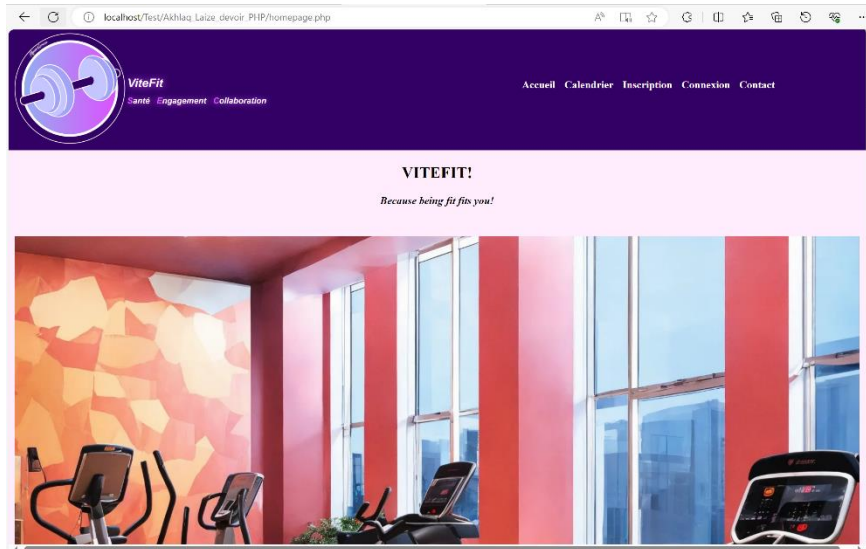 localhost/Test/Akhlaq_Laize_devoir_PHP/homepage.php
ViteFit
Santé Engagement Collaboration
Accueil Calendrier Inscription Connexion Contact
VITEFIT!
Because being fit fits you!